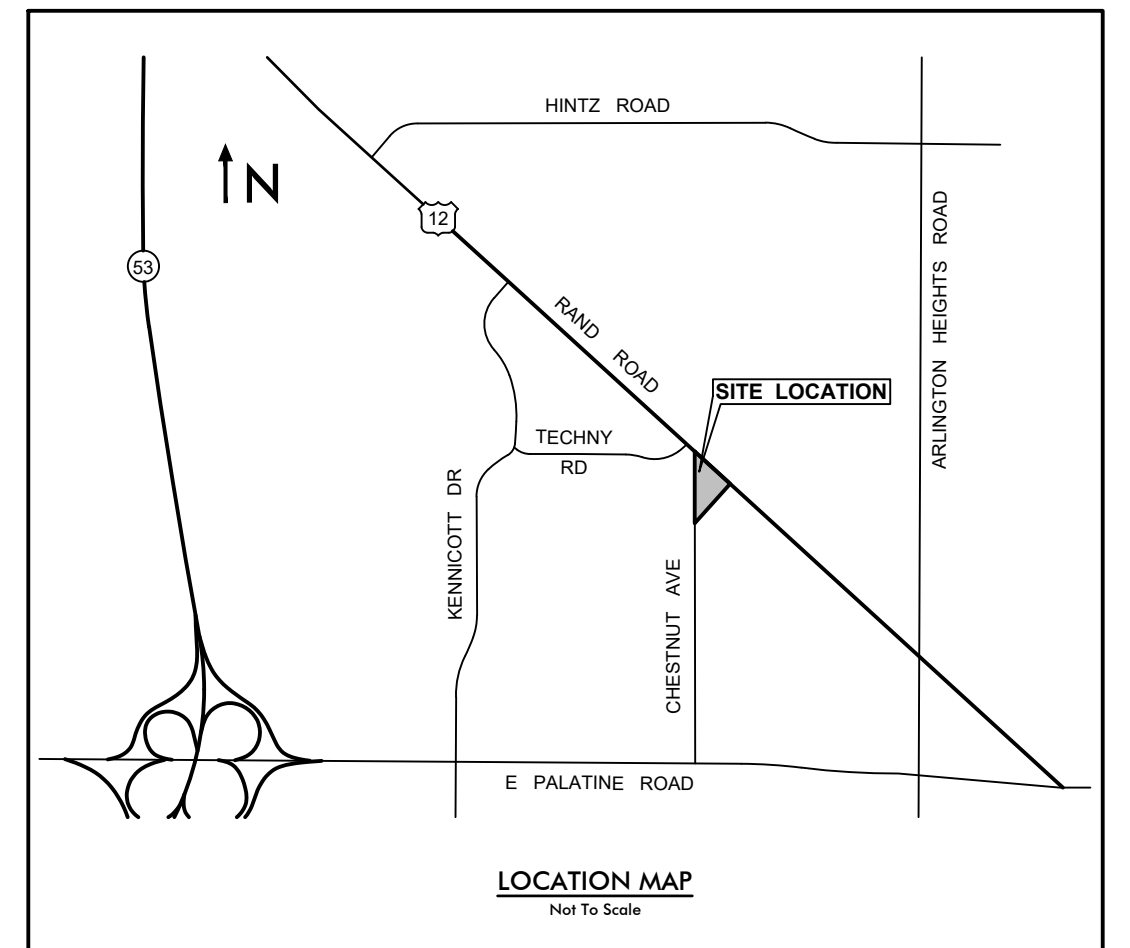 HINTZ ROAD
N
12
53
ARLINGTON HEIGHTS ROAD
RAND ROAD
SITE LOCATION
TECHNY
RD
KENNICOTT DR
CHESTNUT AVE
E PALATINE ROAD
LOCATION MAP
Not To Scale